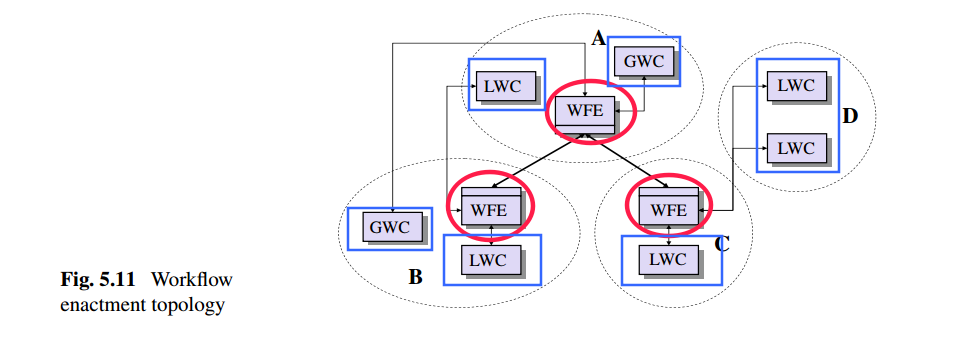 A
GWC
LWC
WFE
LWC
D
LWC
WFE
WFE
GWC
C
LWC
LWC
B
Fig. 5.11 Workflow
enactment topology